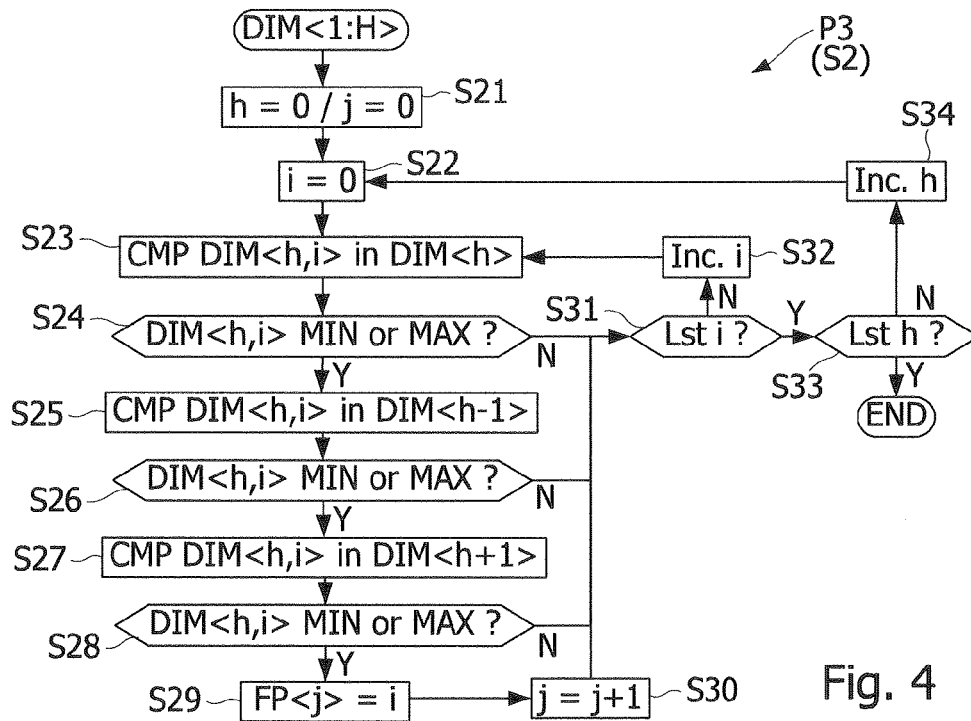 DIM<1:H>
P3
(S2)
h = 0 / j = 0
S21
S34
i = 0
S22
Inc. h
S23
CMP DIM<h,i> in DIM<h>
Inc. i
S32
S24
DIM<h,i> MIN or MAX ?
N
S31
Lst i ?
N
Y
Lst h ?
N
S33
Y
END
Y
S25
CMP DIM<h,i> in DIM<h-1>
S26
DIM<h,i> MIN or MAX ?
N
Y
S27
CMP DIM<h,i> in DIM<h+1>
S28
DIM<h,i> MIN or MAX ?
N
Y
S29
FP<j> = i
j = j+1
S30
Fig. 4